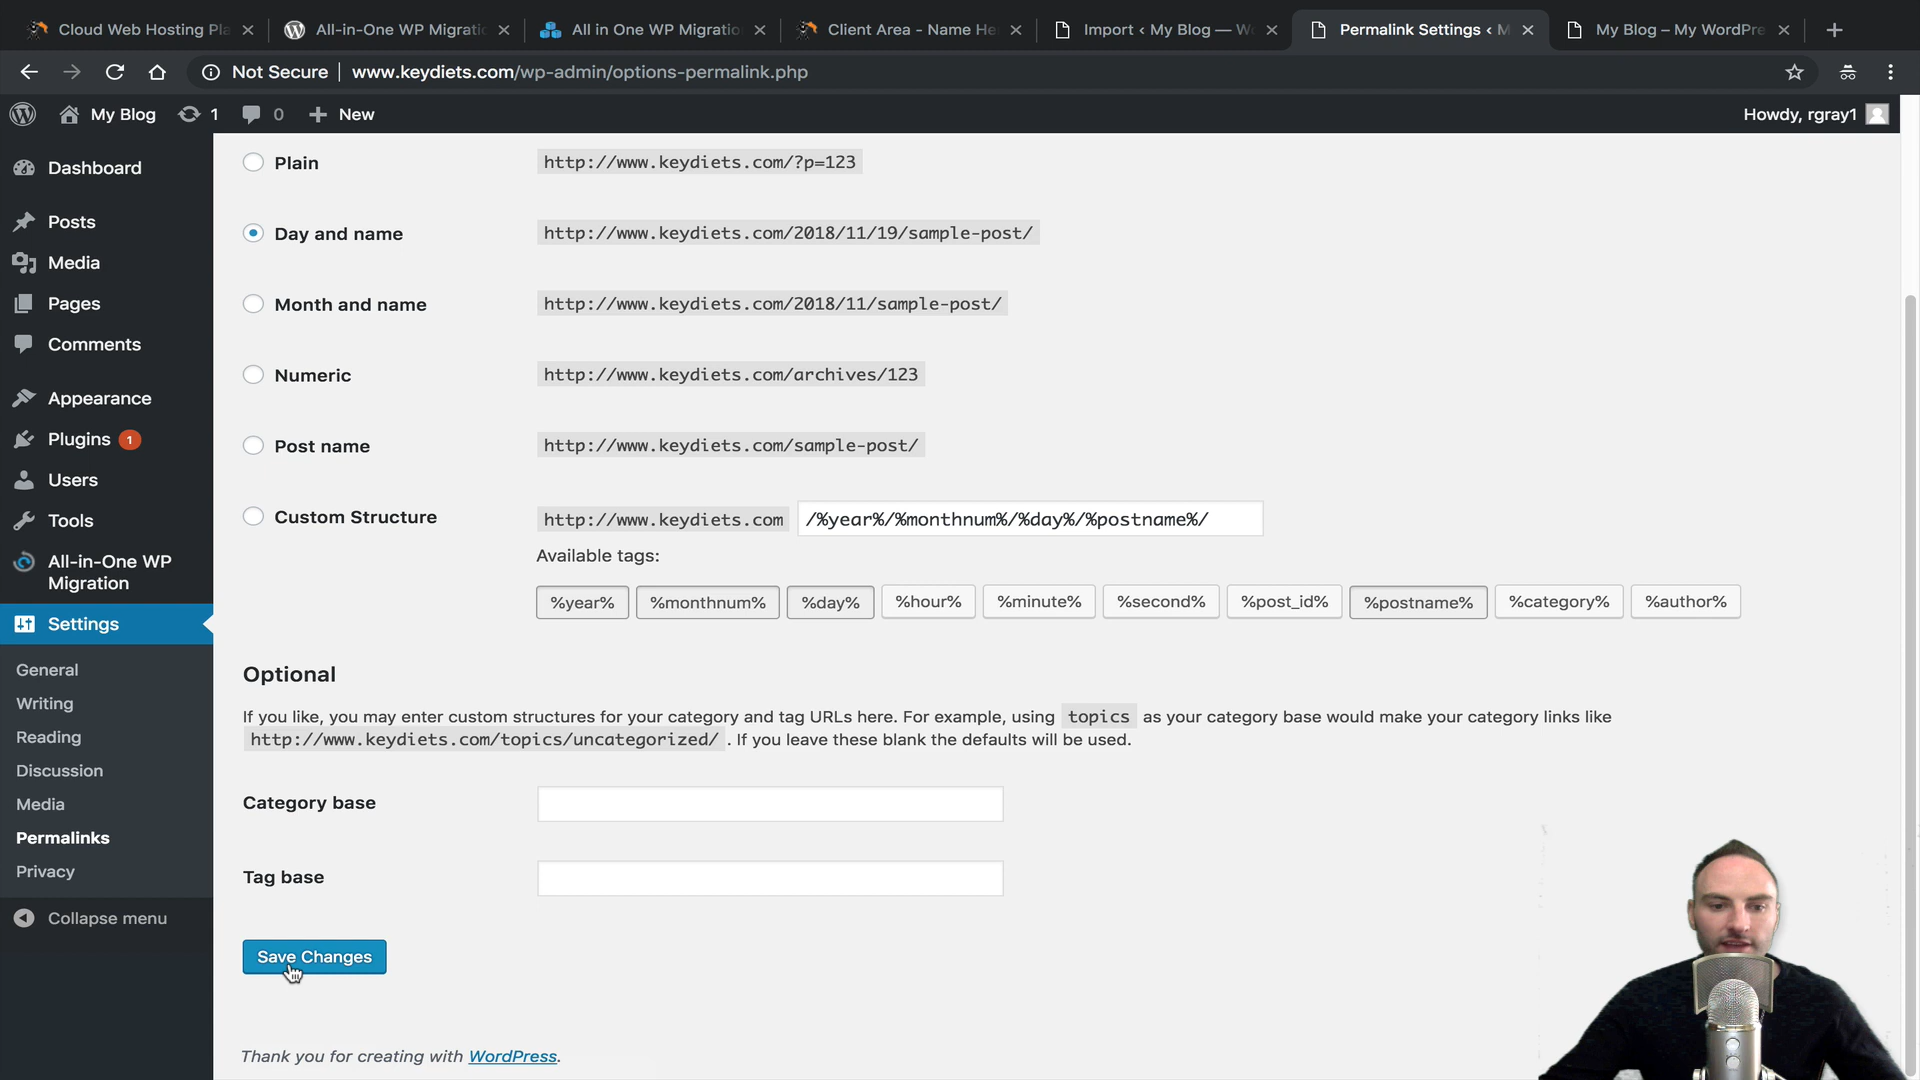 Cloud Web Hosting Pla
All-in-One WP Migratio
All in One WP Migration
Client Area - Name He
Import ‹ My Blog — Wo
Permalink Settings ‹ M
My Blog – My WordPre
Not Secure
www.keydiets.com/wp-admin/options-permalink.php
My Blog
1
0
New
Howdy, rgray1
Dashboard
Posts
Media
Pages
Comments
Appearance
Plugins 1
Users
Tools
All-in-One WP
Migration
Settings
General
Writing
Reading
Discussion
Media
Permalinks
Privacy
Collapse menu
Plain http://www.keydiets.com/?p=123
Day and name http://www.keydiets.com/2018/11/19/sample-post/
Month and name http://www.keydiets.com/2018/11/sample-post/
Numeric http://www.keydiets.com/archives/123
Post name http://www.keydiets.com/sample-post/
Custom Structure http://www.keydiets.com /%year%/%monthnum%/%day%/%postname%/
Available tags:
%year% %monthnum% %day% %hour% %minute% %second% %post_id% %postname% %category% %author%
Optional
If you like, you may enter custom structures for your category and tag URLs here. For example, using topics as your category base would make your category links like
http://www.keydiets.com/topics/uncategorized/ . If you leave these blank the defaults will be used.
Category base
Tag base
Save Changes
Thank you for creating with WordPress.